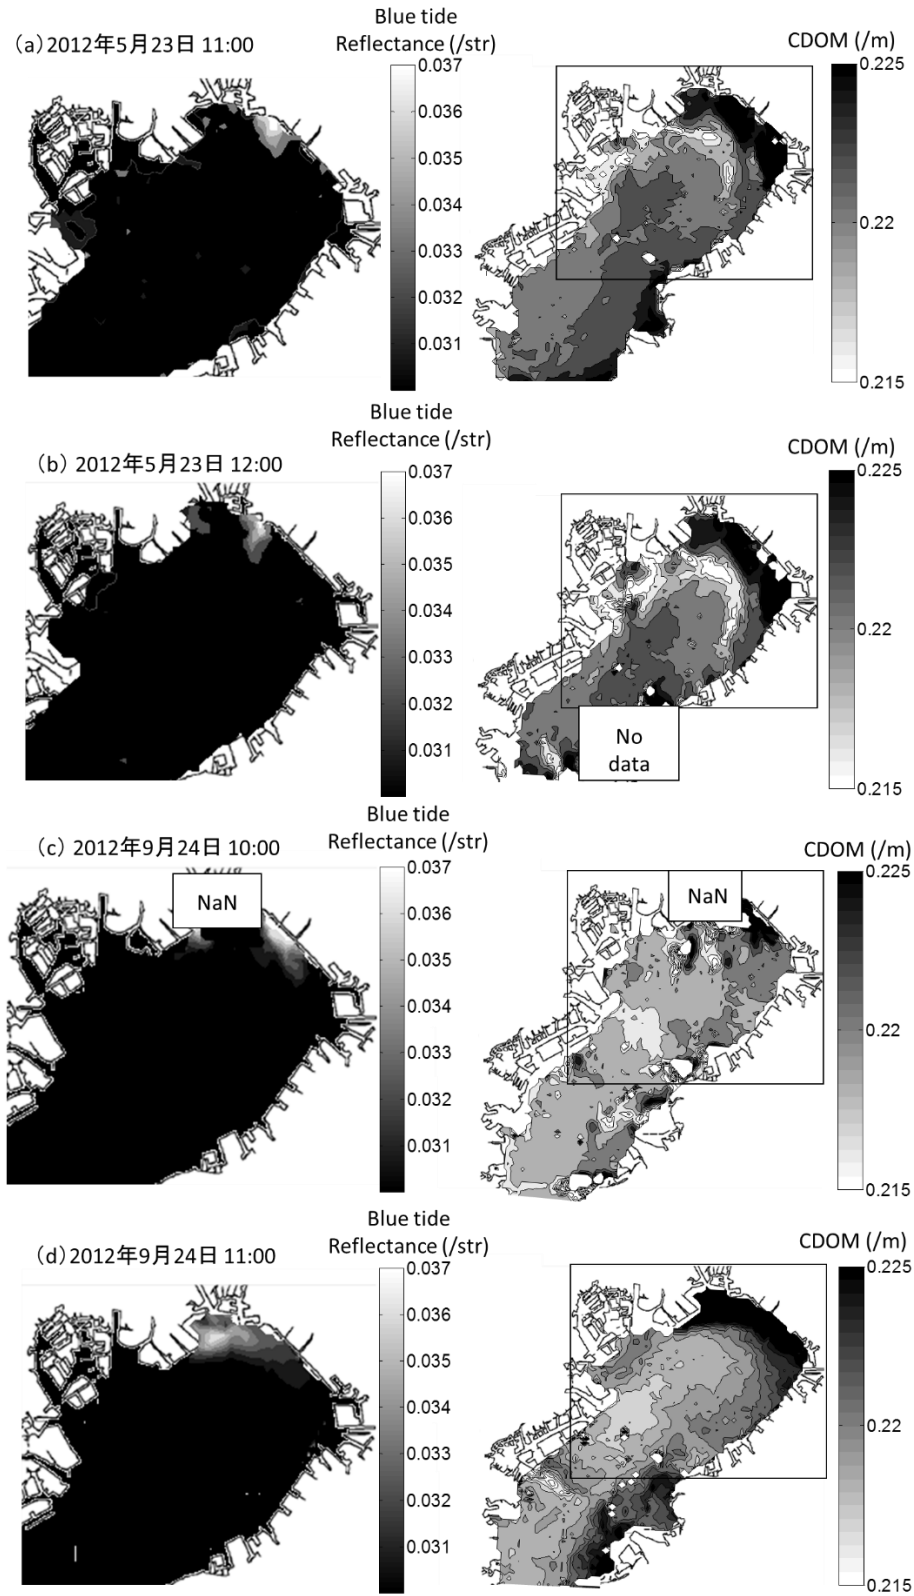 Blue tide
Reflectance (/str)
(a) 2012年5月23日 11:00
CDOM (/m)
0.037
0.036
0.035
0.034
0.033
0.032
0.031
0.225
0.22
0.215
Blue tide
Reflectance (/str)
(b) 2012年5月23日 12:00
CDOM (/m)
0.037
0.036
0.035
0.034
0.033
0.032
0.031
0.225
0.22
0.215
No
data
Blue tide
Reflectance (/str)
(c) 2012年9月24日 10:00
CDOM (/m)
NaN
0.037
0.036
0.035
0.034
0.033
0.032
0.031
NaN
0.225
0.22
0.215
Blue tide
Reflectance (/str)
(d) 2012年9月24日 11:00
CDOM (/m)
0.037
0.036
0.035
0.034
0.033
0.032
0.031
0.225
0.22
0.215